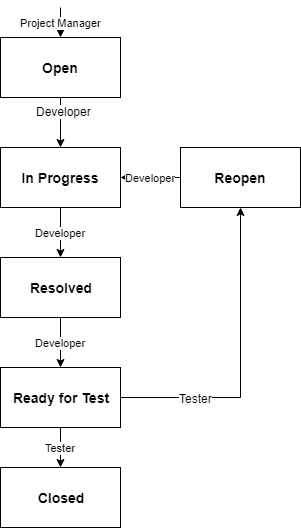 Project Manager
Open
Developer
In Progress
Developer
Reopen
Developer
Resolved
Developer
Ready for Test
Tester
Tester
Closed